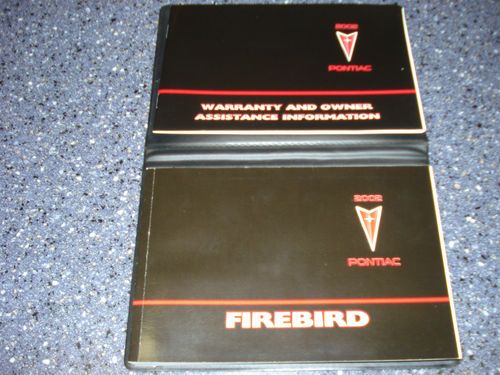 2002
PONTIAC
WARRANTY AND OWNER
ASSISTANCE INFORMATION
2002
PONTIAC
FIREBIRD